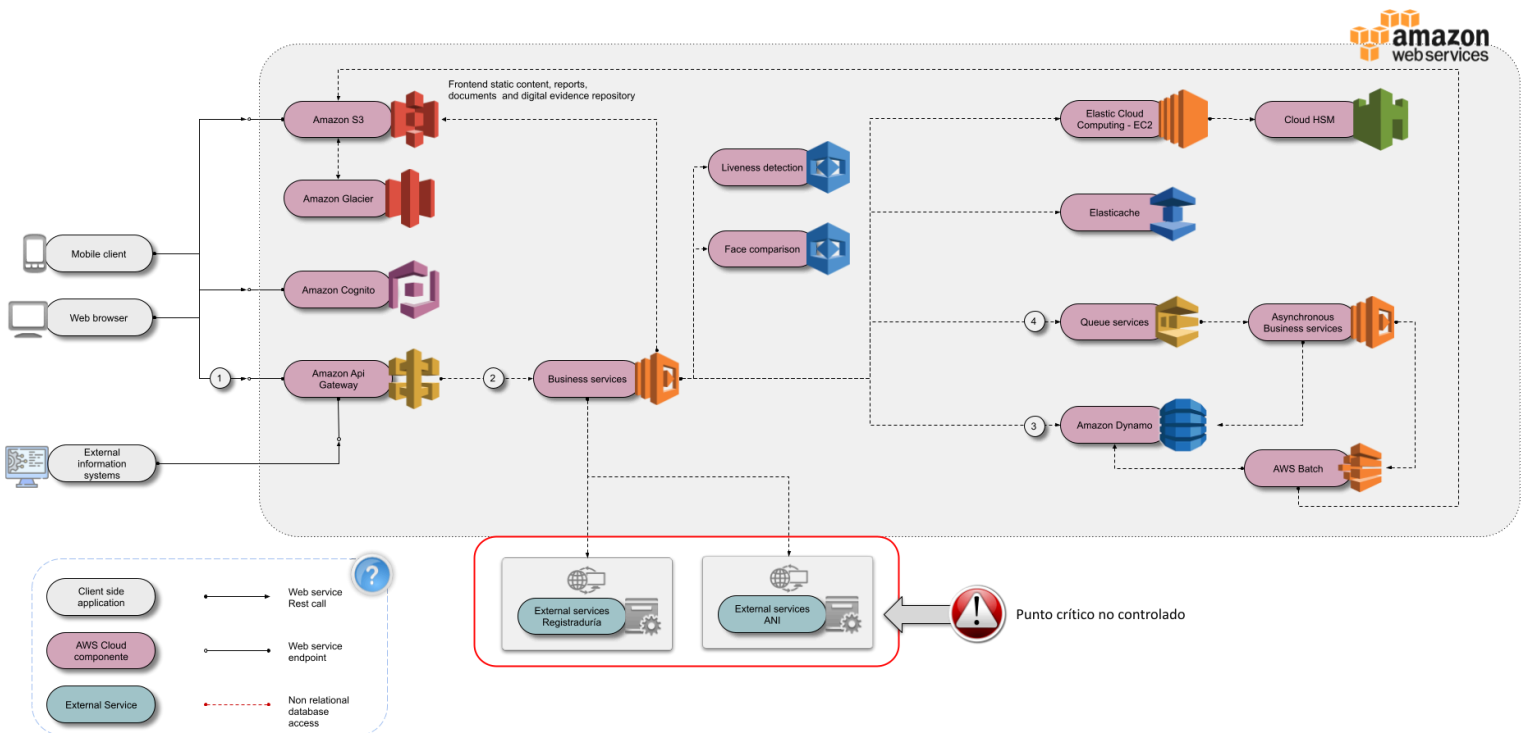 amazon
web services
Frontend static content, reports,
documents and digital evidence repository
Amazon S3
Elastic Cloud
Computing - EC2
Cloud HSM
Liveness detection
Amazon Glacier
Elasticache
Mobile client
Face comparison
Amazon Cognito
Web browser
4
Queue services
Asynchronous
Business services
1
Amazon Api
Gateway
2
Business services
3
Amazon Dynamo
External
information
systems
AWS Batch
?
Client side
application
Web service
Rest call
External services
Registraduría
External services
ANI
!
Punto crítico no controlado
AWS Cloud
componente
Web service
endpoint
External Service
Non relational
database
access